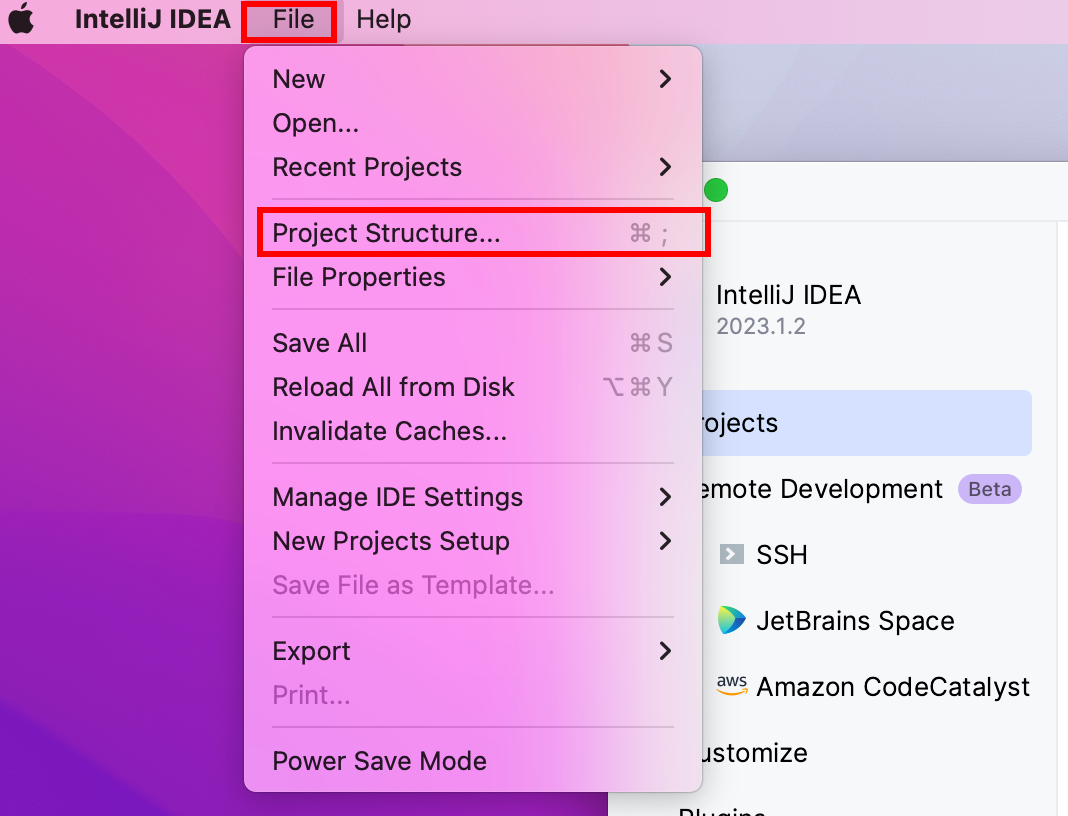 IntelliJ IDEA File Help
New
Open...
Recent Projects
Project Structure... ⌘ ;
File Properties
Save All ⌘ S
Reload All from Disk ⌥ ⌘ Y
Invalidate Caches...
Manage IDE Settings
New Projects Setup
Save File as Template...
Export
Print...
Power Save Mode
IntelliJ IDEA
2023.1.2
rojects
emote Development Beta
SSH
JetBrains Space
aws Amazon CodeCatalyst
ustomize
Plugins